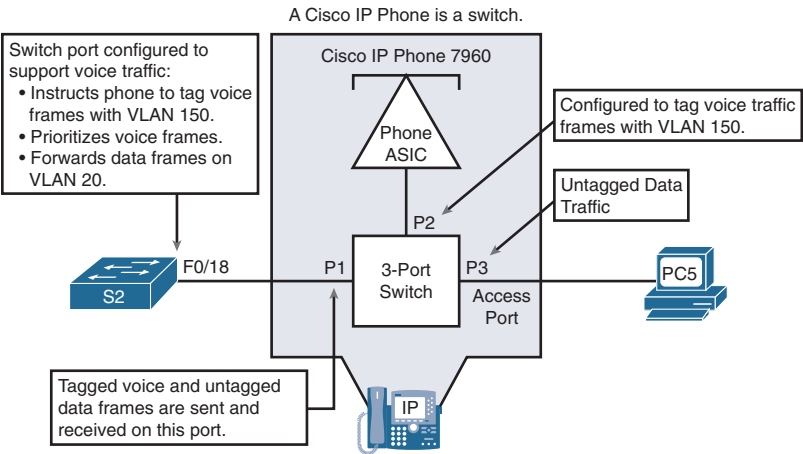 A Cisco IP Phone is a switch.
Switch port configured to
support voice traffic:
• Instructs phone to tag voice
frames with VLAN 150.
• Prioritizes voice frames.
• Forwards data frames on
VLAN 20.
Cisco IP Phone 7960
Phone
ASIC
Configured to tag voice traffic
frames with VLAN 150.
Untagged Data
Traffic
P2
F0/18
P1
3-Port
Switch
P3
Access
Port
S2
PC5
Tagged voice and untagged
data frames are sent and
received on this port.
IP